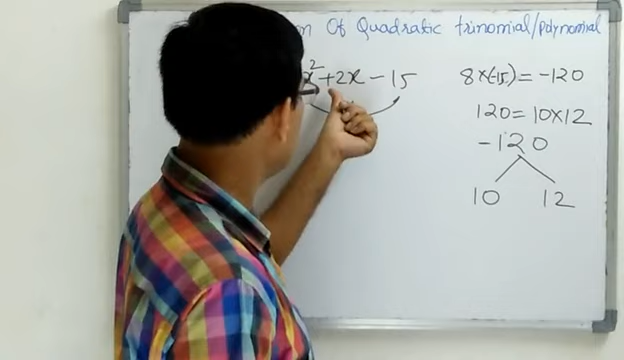 Of Quadratic trinomial/polynomial
x²+2x-15
8×(-15)=-120
120=10×12
-120
10 12